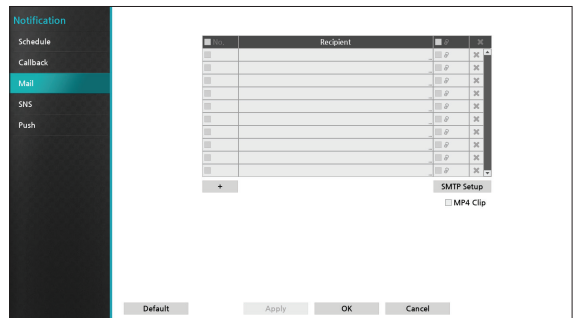 Notification
Schedule
Callback
Mail
SNS
Push
No. Recipient
+ SMTP Setup
MP4 Clip
Default Apply OK Cancel